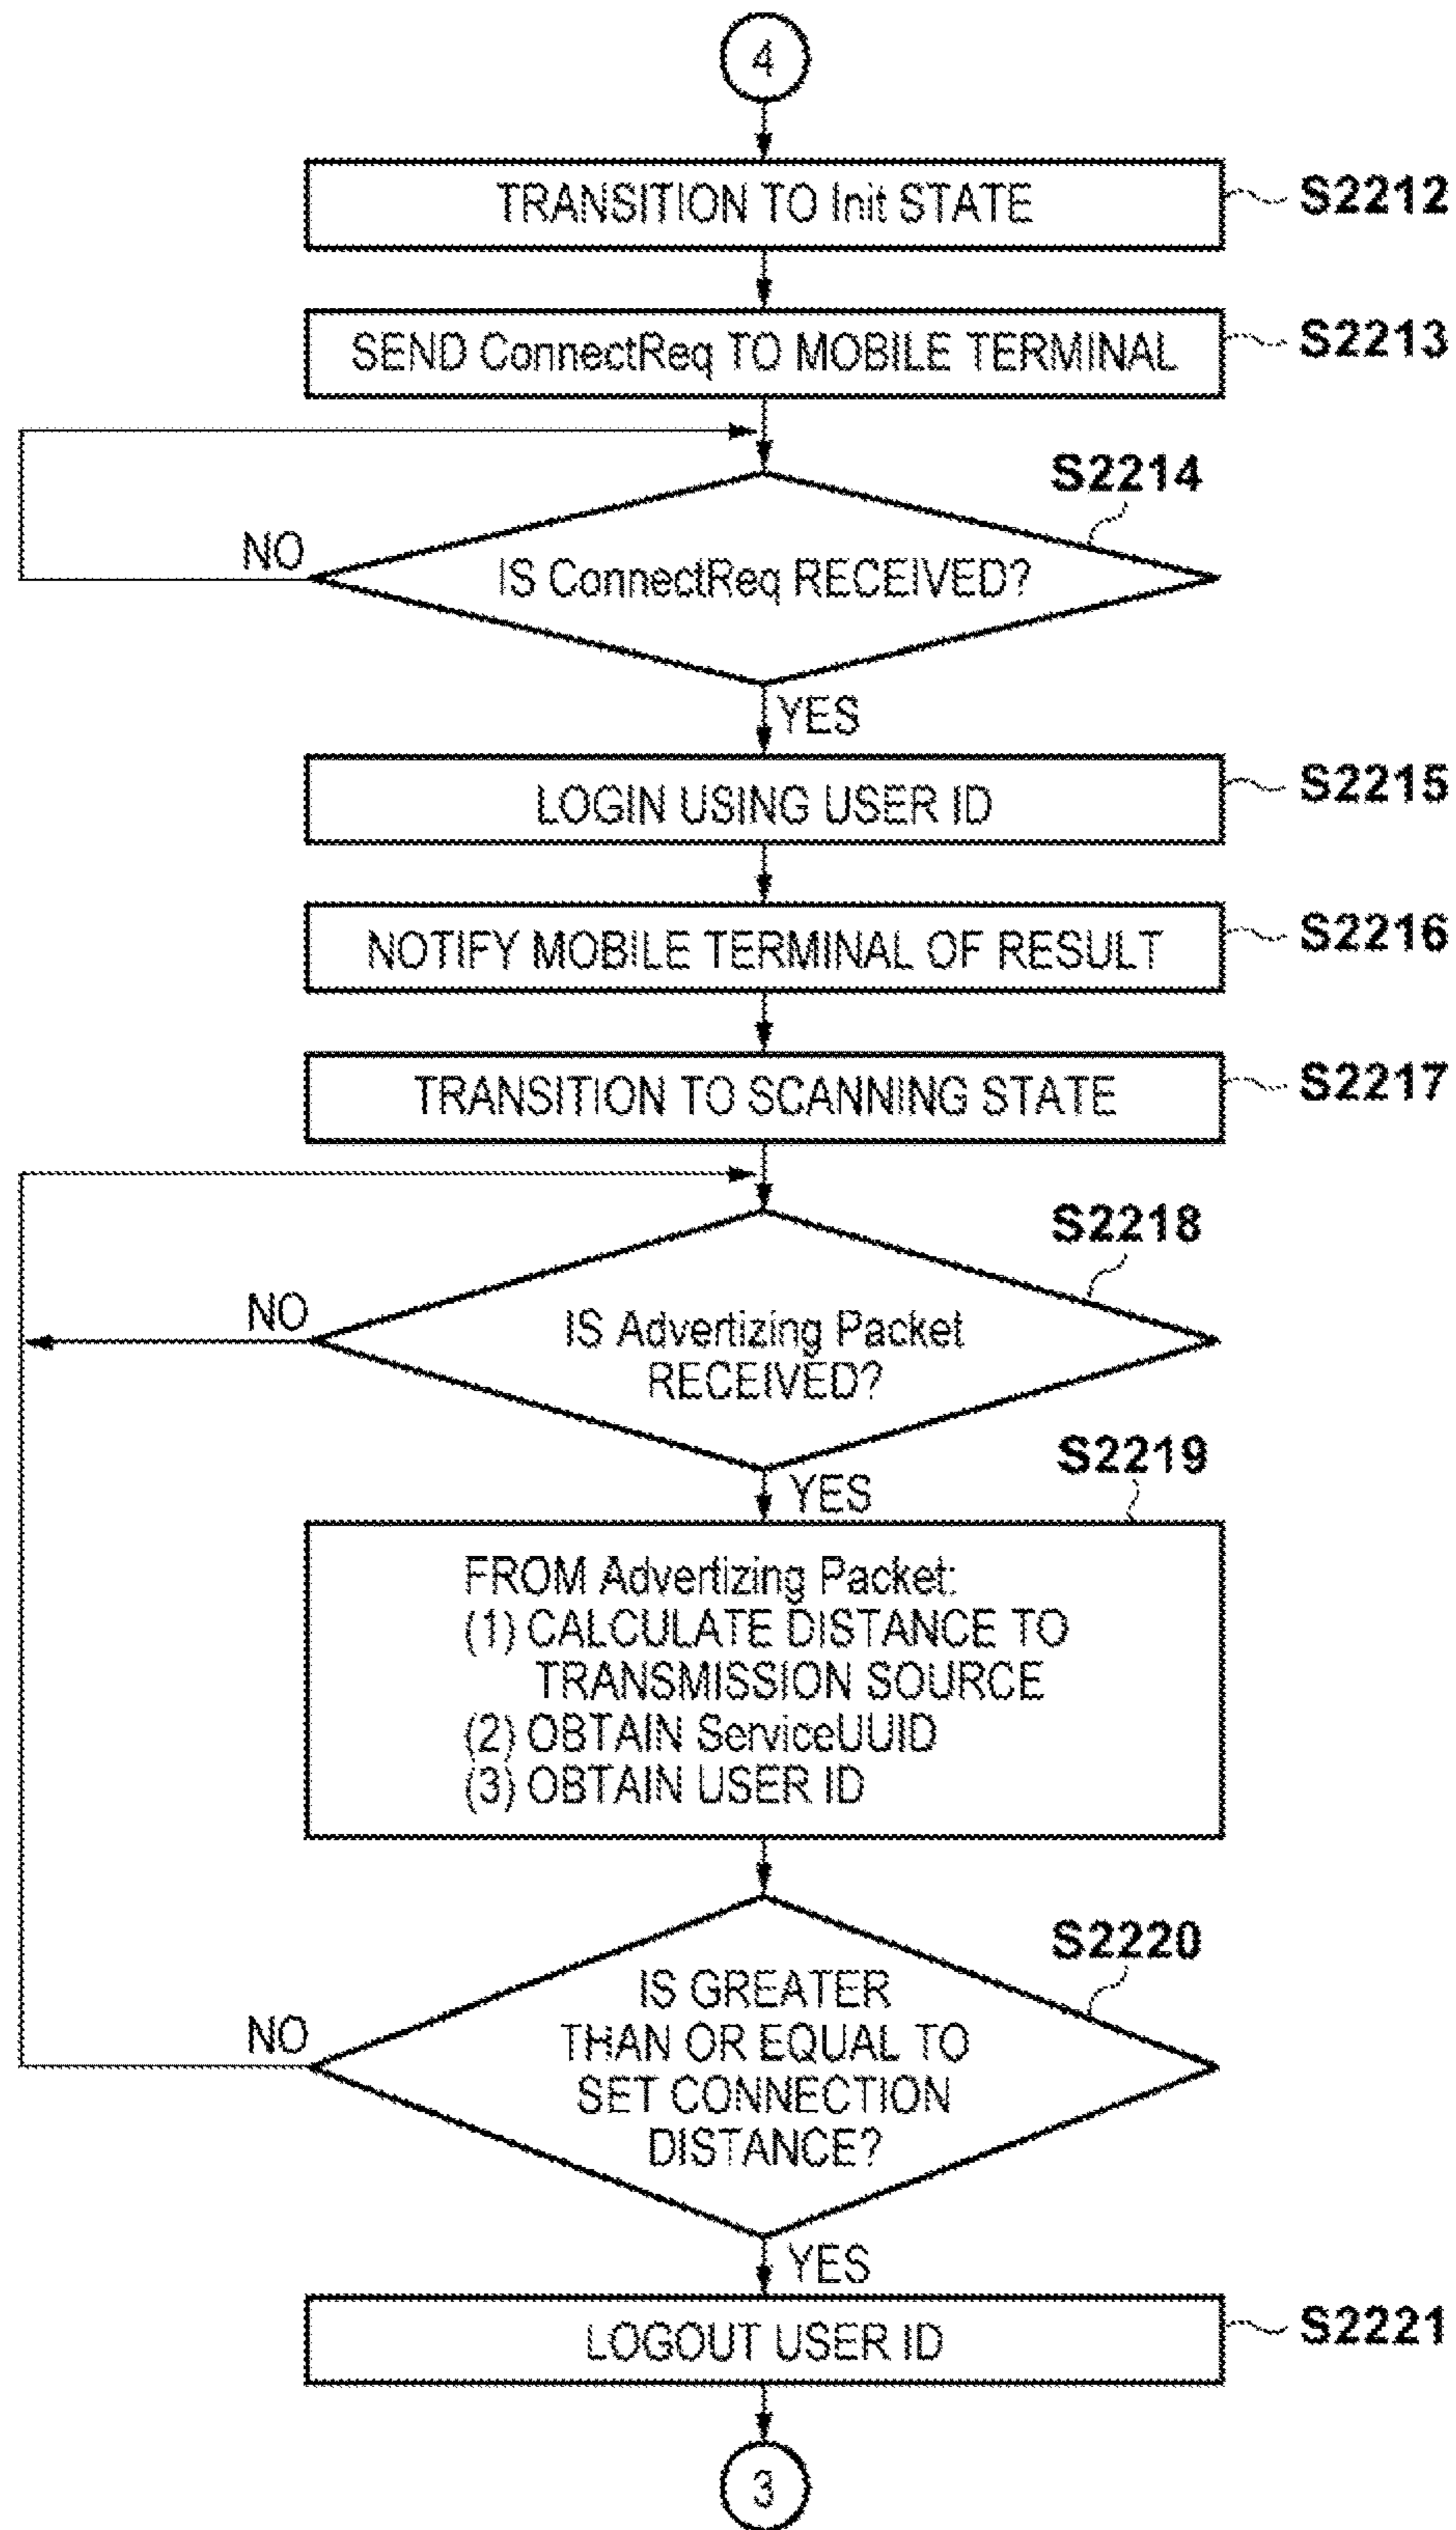 4
TRANSITION TO Init STATE
S2212
SEND ConnectReq TO MOBILE TERMINAL
S2213
S2214
NO
IS ConnectReq RECEIVED?
YES
LOGIN USING USER ID
S2215
NOTIFY MOBILE TERMINAL OF RESULT
S2216
TRANSITION TO SCANNING STATE
S2217
S2218
NO
IS Advertizing Packet
RECEIVED?
S2219
YES
FROM Advertizing Packet:
(1) CALCULATE DISTANCE TO
TRANSMISSION SOURCE
(2) OBTAIN ServiceUUID
(3) OBTAIN USER ID
S2220
IS GREATER
NO
THAN OR EQUAL TO
SET CONNECTION
DISTANCE?
YES
LOGOUT USER ID
S2221
3